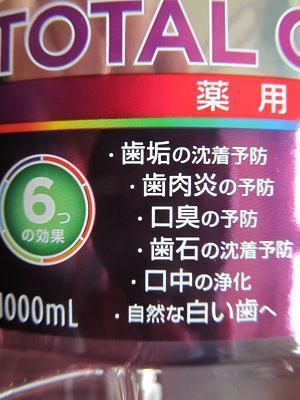 TOTAL C
薬用
・歯垢の沈着予防
・歯肉炎の予防
・口臭の予防
・歯石の沈着予防
・口中の浄化
・自然な白い歯へ
6つ
の効果
1000mL